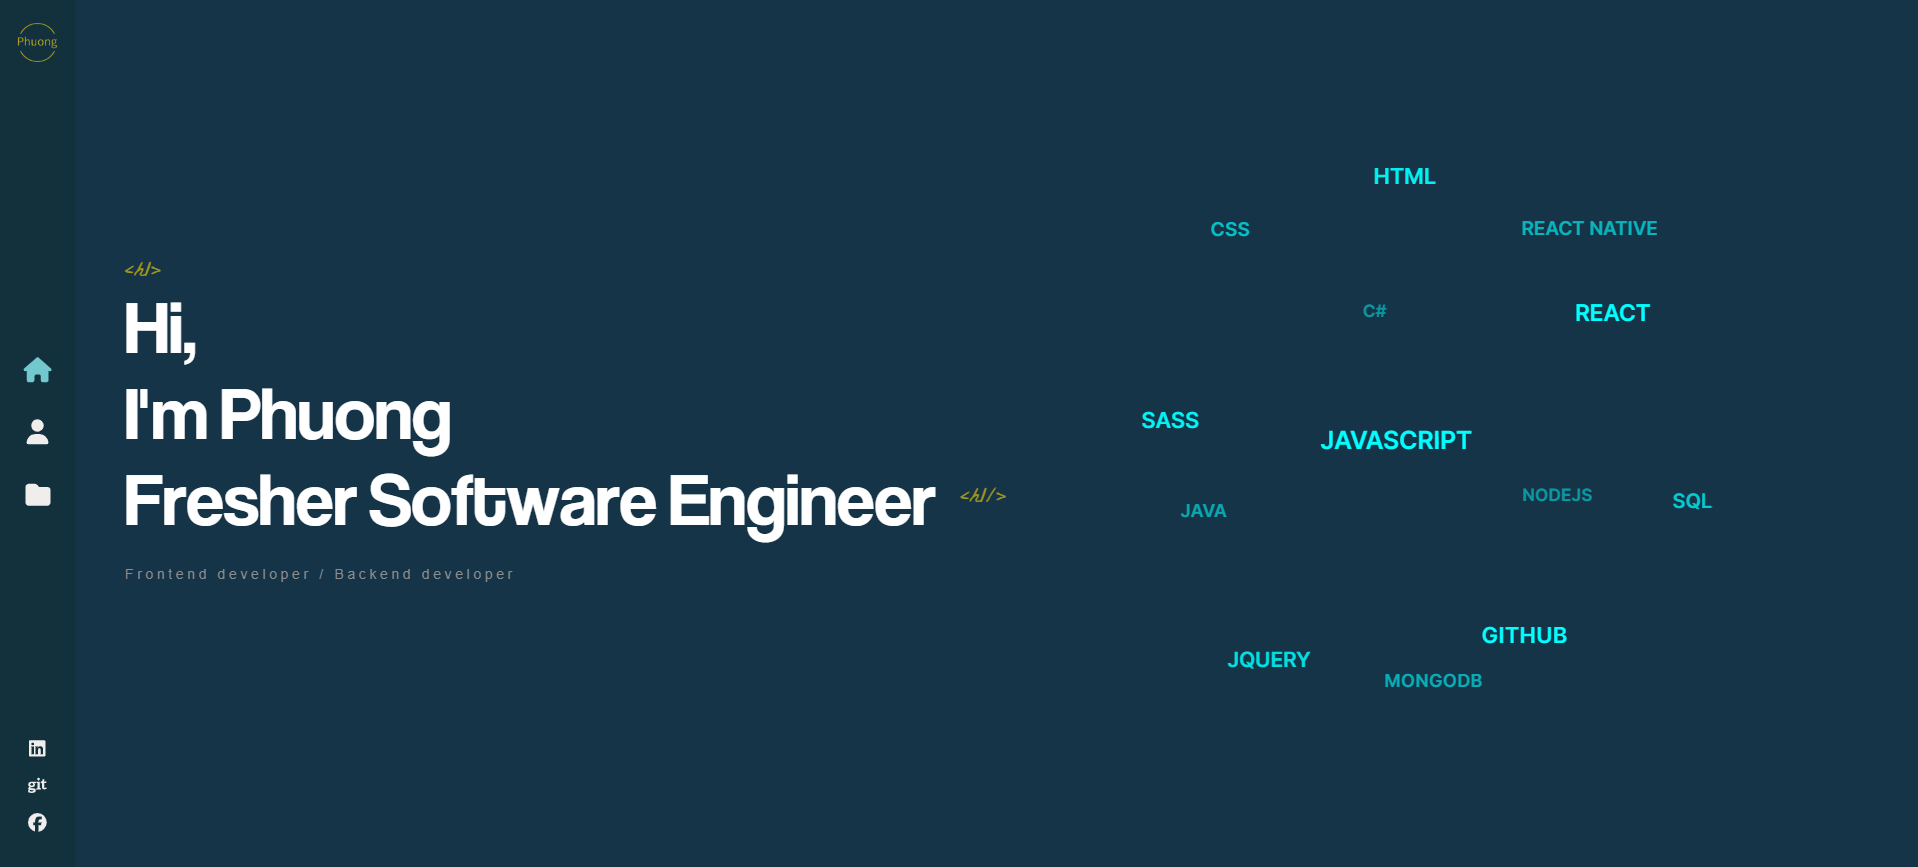 Phuong
<h1>
Hi,
I'm Phuong
Fresher Software Engineer
<h1/>
Frontend developer / Backend developer
HTML
CSS
REACT NATIVE
C#
REACT
SASS
JAVASCRIPT
NODEJS
SQL
JAVA
GITHUB
JQUERY
MONGODB
in
git